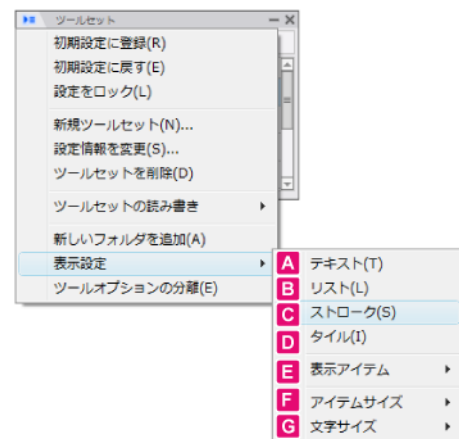 ツールセット
初期設定に登録(R)
初期設定に戻す(E)
設定をロック(L)
新規ツールセット(N)...
設定情報を変更(S)...
ツールセットを削除(D)
ツールセットの読み書き
新しいフォルダを追加(A)
表示設定
ツールオプションの分離(E)
A テキスト(T)
B リスト(L)
C ストローク(S)
D タイル(I)
E 表示アイテム
F アイテムサイズ
G 文字サイズ